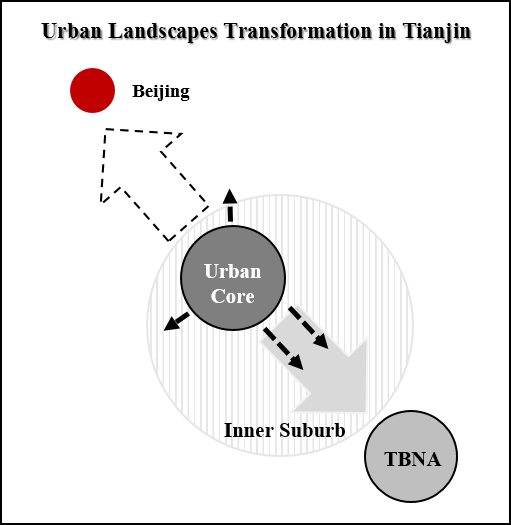 Urban Landscapes Transformation in Tianjin
Beijing
Urban
Core
Inner Suburb
TBNA